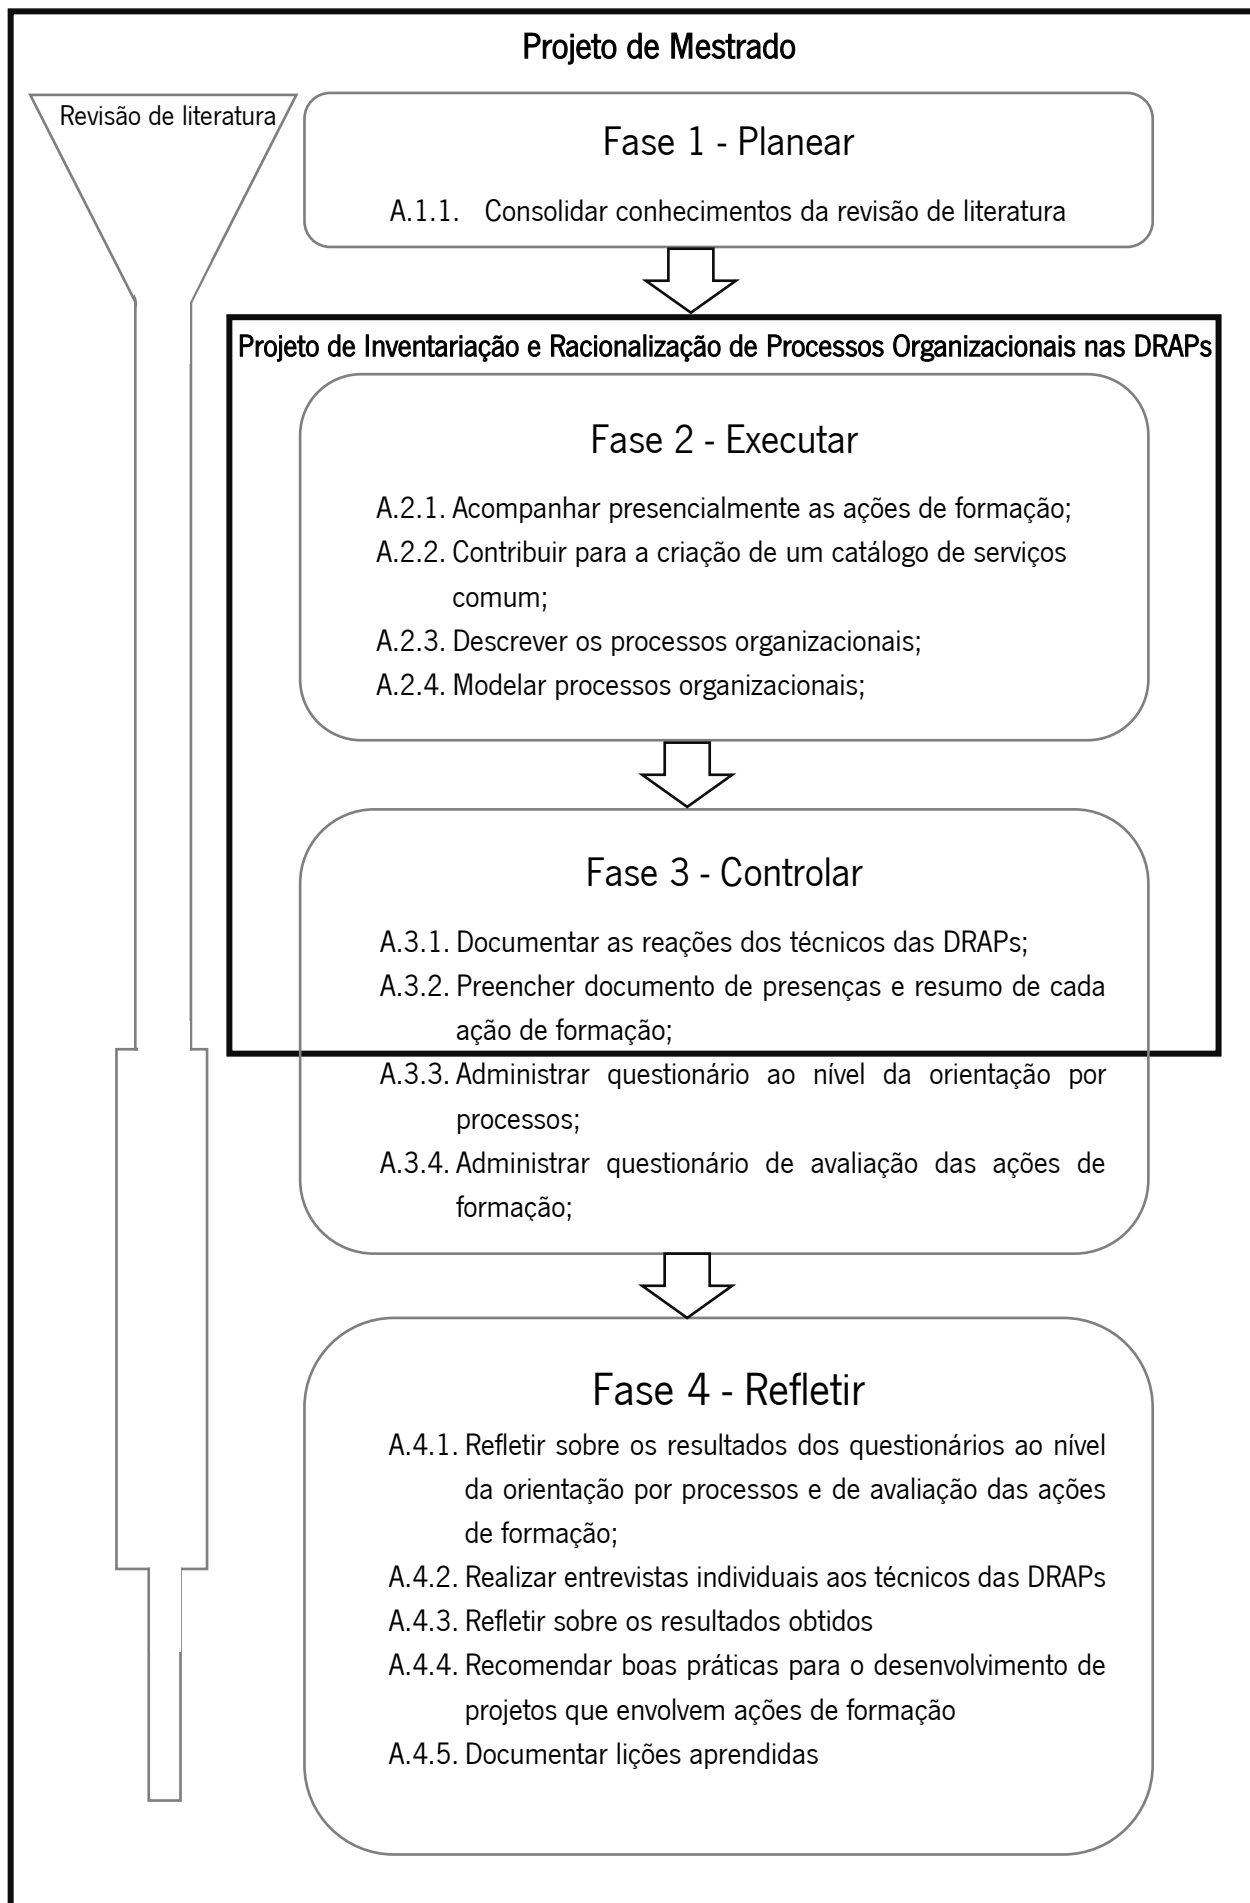 Projeto de Mestrado
Revisão de literatura
Fase 1 - Planear
A.1.1. Consolidar conhecimentos da revisão de literatura
Projeto de Inventariação e Racionalização de Processos Organizacionais nas DRAPs
Fase 2 - Executar
A.2.1. Acompanhar presencialmente as ações de formação;
A.2.2. Contribuir para a criação de um catálogo de serviços
comum;
A.2.3. Descrever os processos organizacionais;
A.2.4. Modelar processos organizacionais;
Fase 3 - Controlar
A.3.1. Documentar as reações dos técnicos das DRAPs;
A.3.2. Preencher documento de presenças e resumo de cada
ação de formação;
A.3.3. Administrar questionário ao nível da orientação por
processos;
A.3.4. Administrar questionário de avaliação das ações de
formação;
Fase 4 - Refletir
A.4.1. Refletir sobre os resultados dos questionários ao nível
da orientação por processos e de avaliação das ações
de formação;
A.4.2. Realizar entrevistas individuais aos técnicos das DRAPs
A.4.3. Refletir sobre os resultados obtidos
A.4.4. Recomendar boas práticas para o desenvolvimento de
projetos que envolvem ações de formação
A.4.5. Documentar lições aprendidas